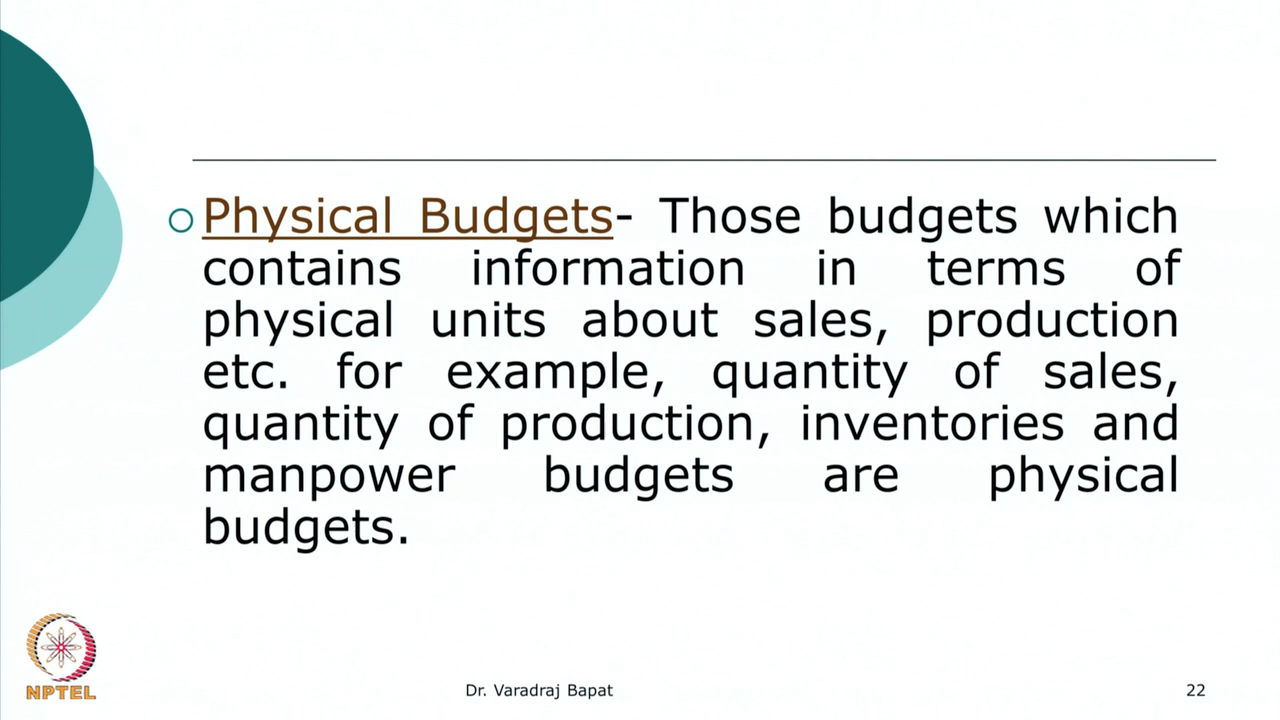 Physical Budgets- Those budgets which
contains information in terms of
physical units about sales, production
etc. for example, quantity of sales,
quantity of production, inventories and
manpower budgets are physical
budgets.
NPTEL
Dr. Varadraj Bapat
22